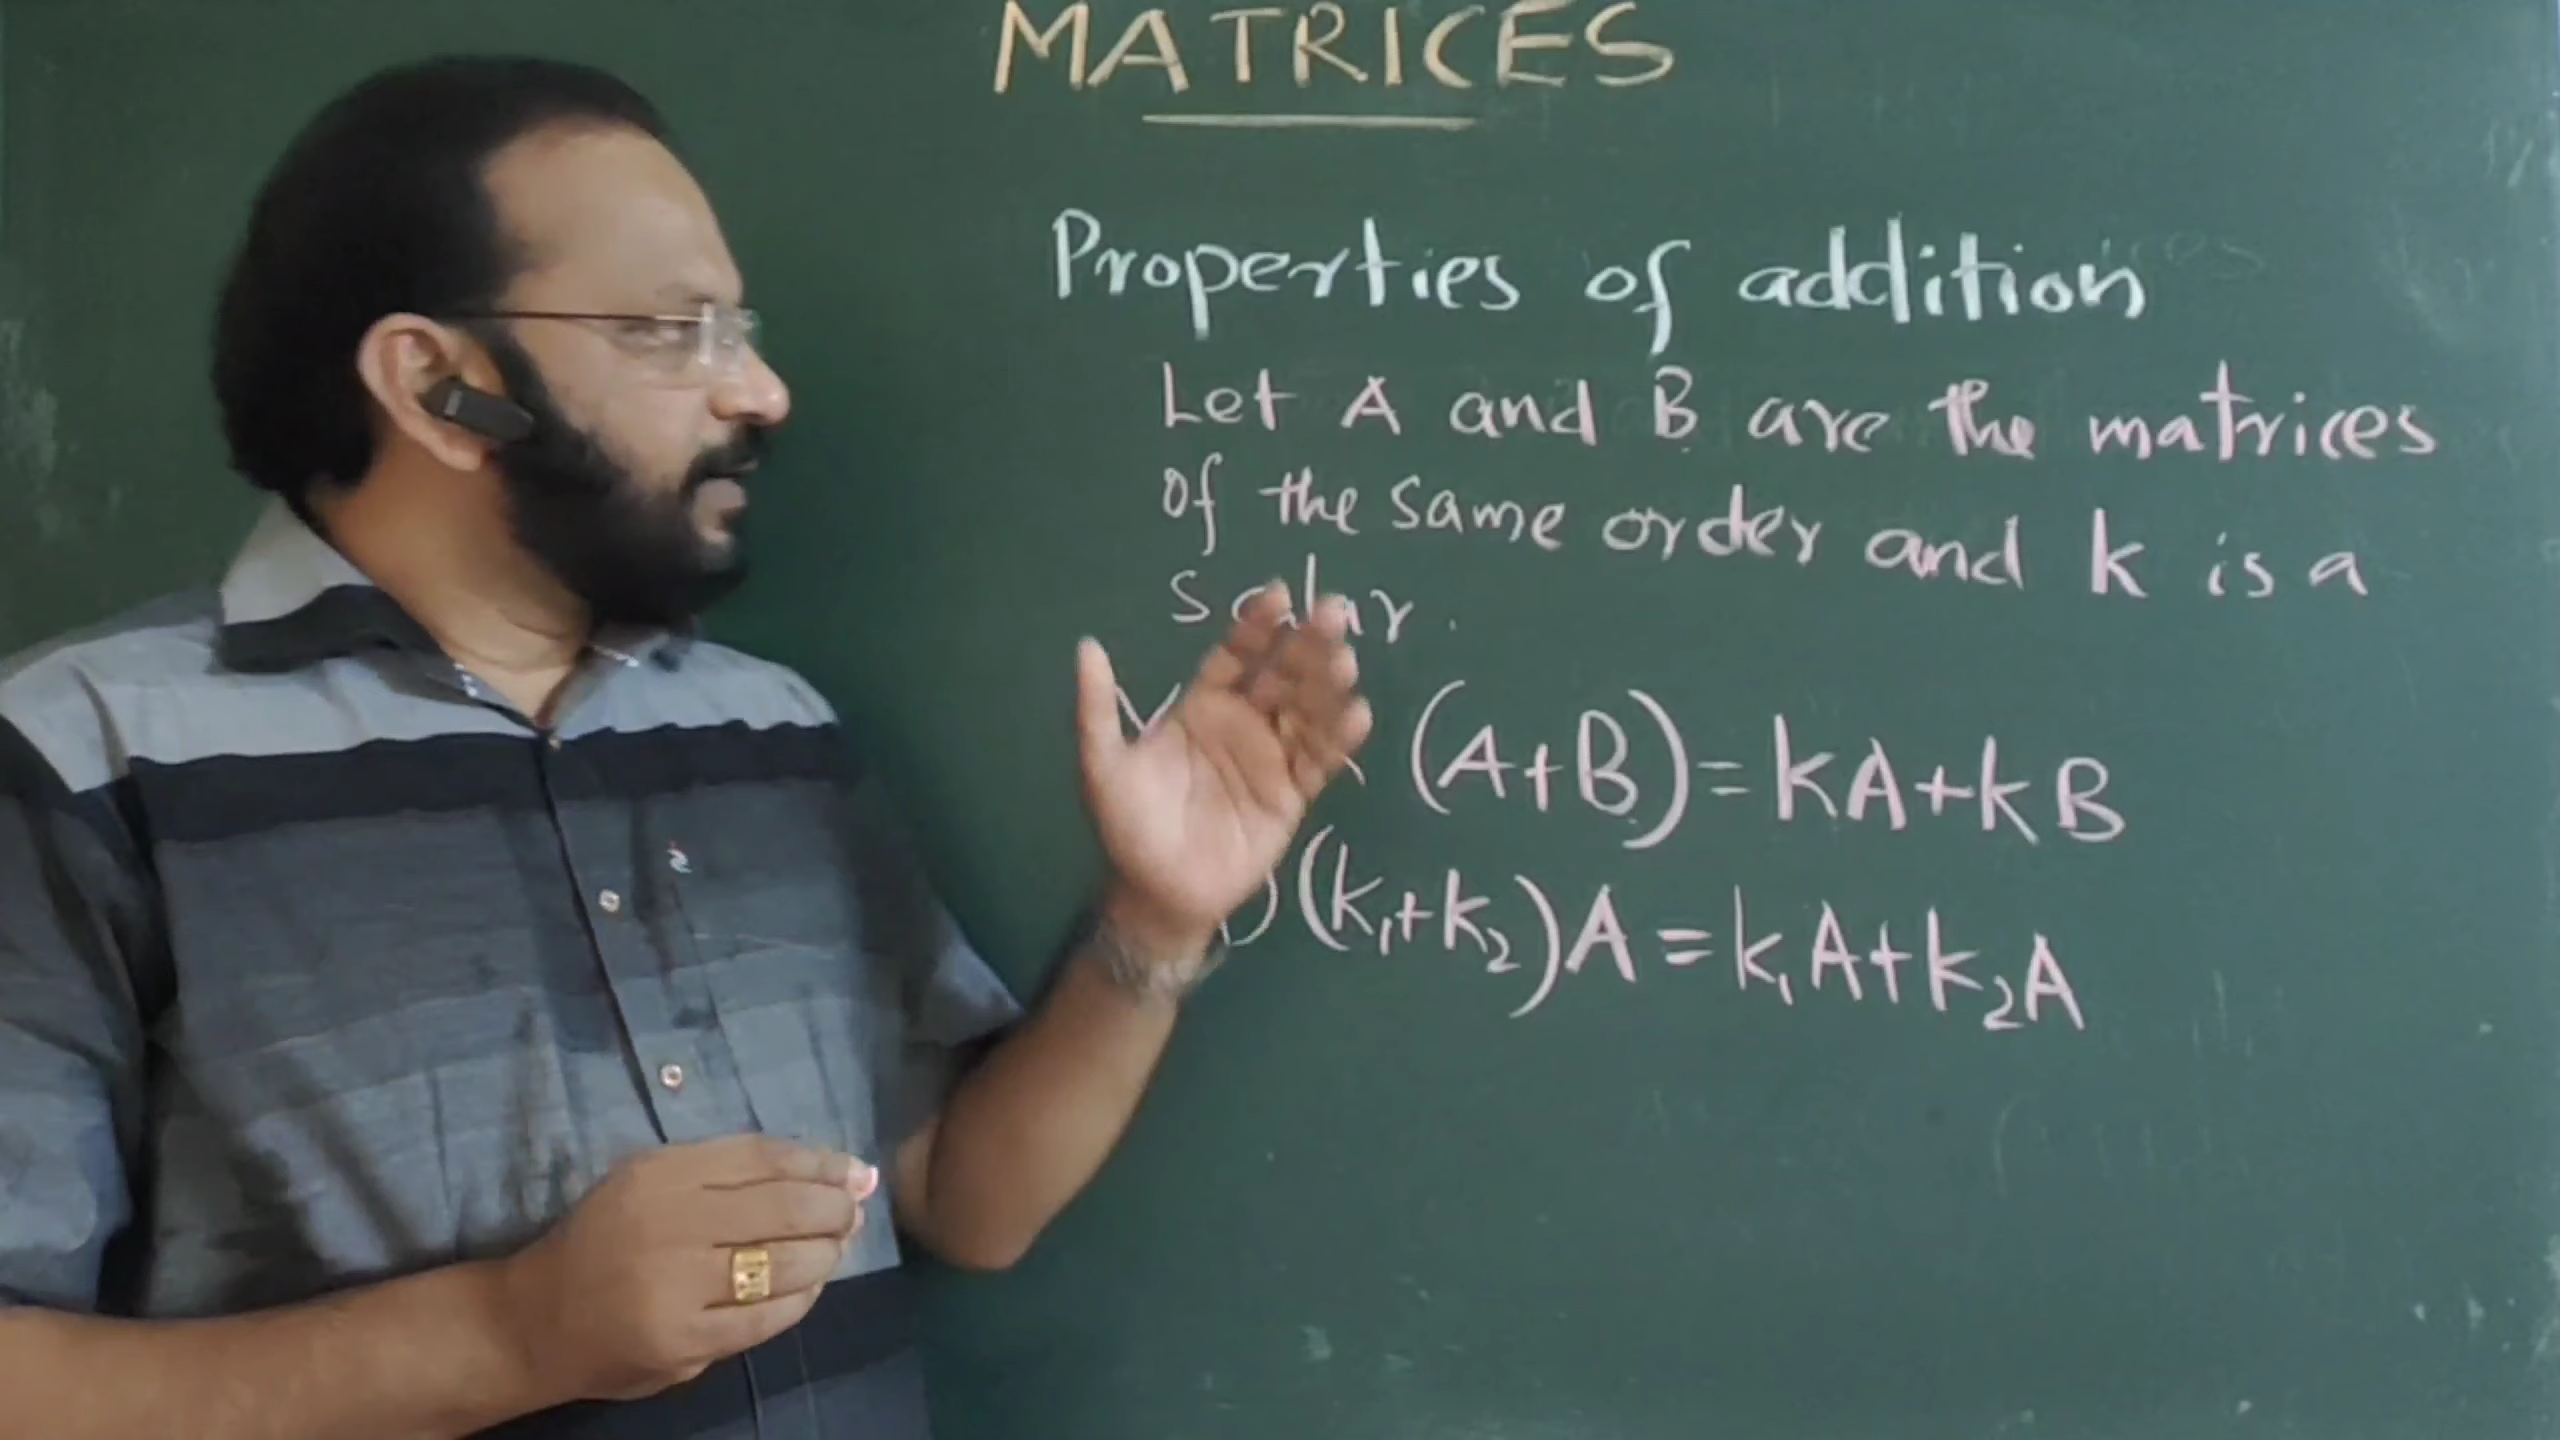 MATRICES
Properties of addition
Let A and B are the matrices
of the same order and k is a
scalar.
(A+B)=kA+kB
(k₁+k₂)A=k₁A+k₂A